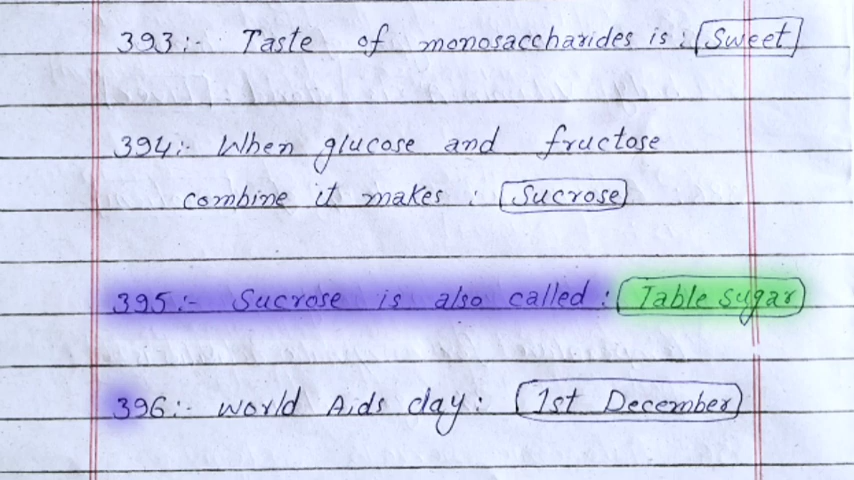 393:- Taste of monosaccharides is : Sweet
394:- When glucose and fructose
combine it makes : Sucrose
395:- Sucrose is also called : Table sugar
396:- World Aids day : 1st December